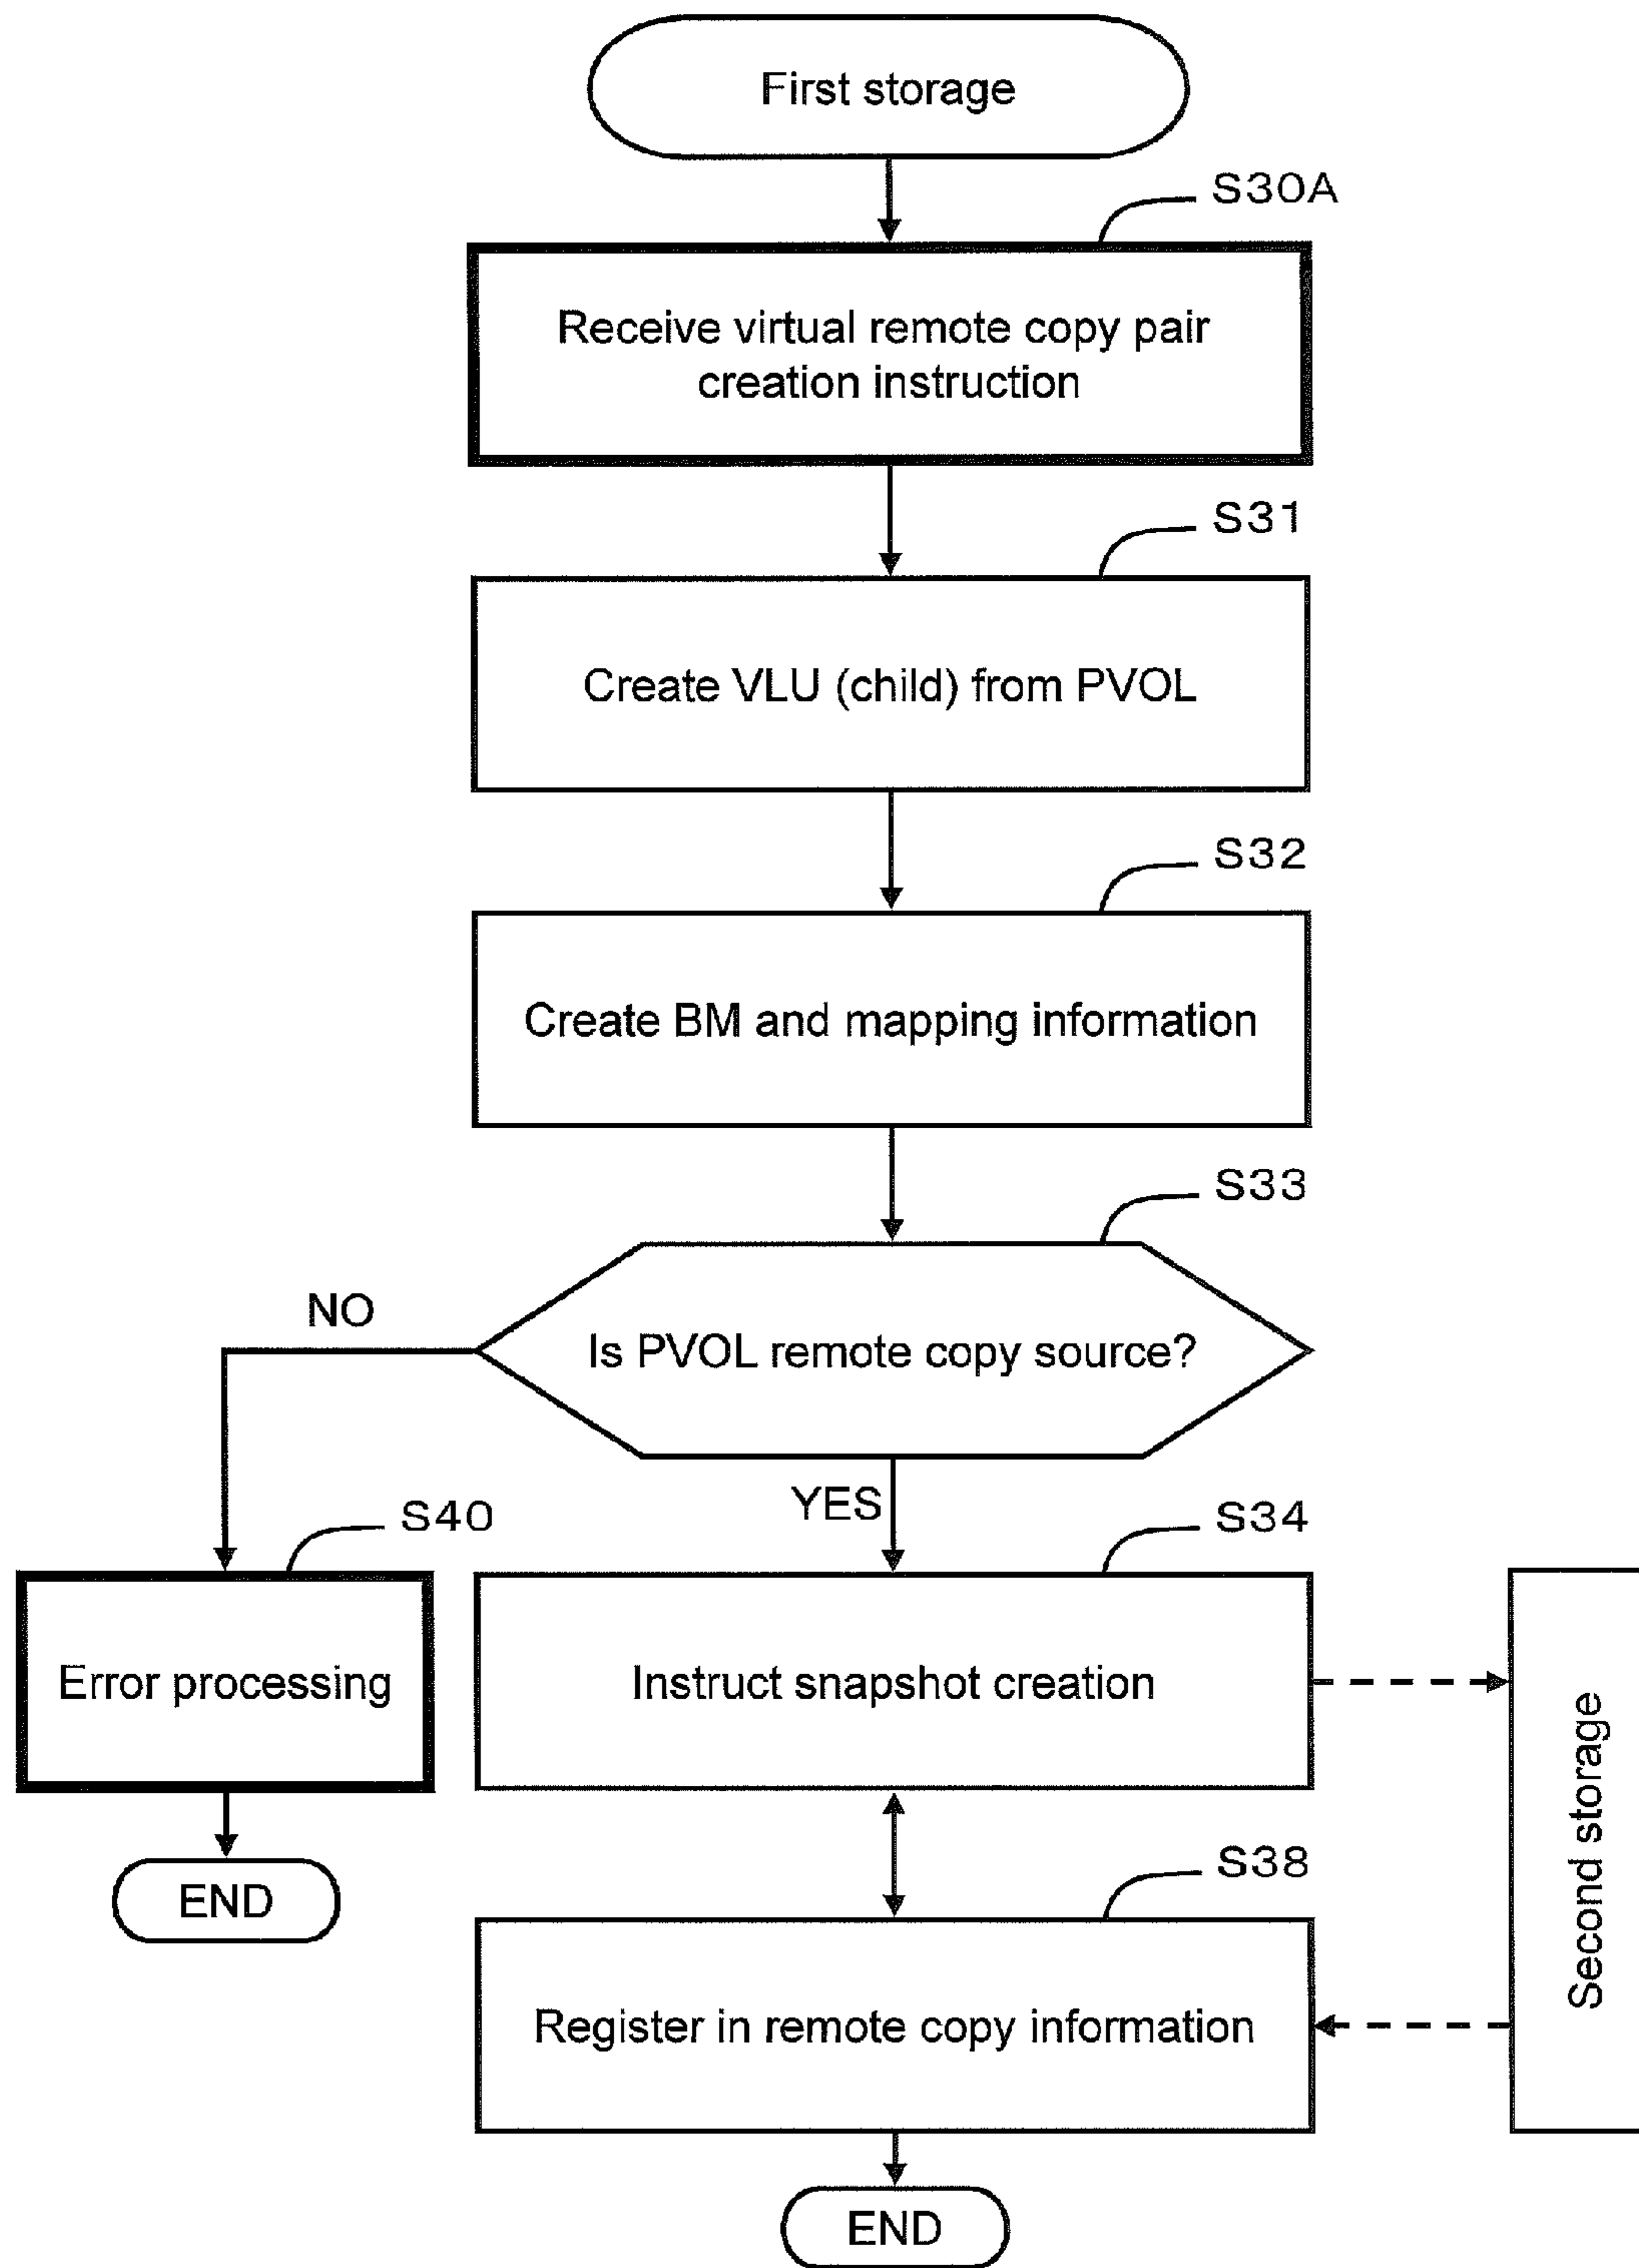 First storage
S30A
Receive virtual remote copy pair
creation instruction
S31
Create VLU (child) from PVOL
S32
Create BM and mapping information
S33
NO
Is PVOL remote copy source?
YES
S40
S34
Error processing
Instruct snapshot creation
Second storage
END
S38
Register in remote copy information
END